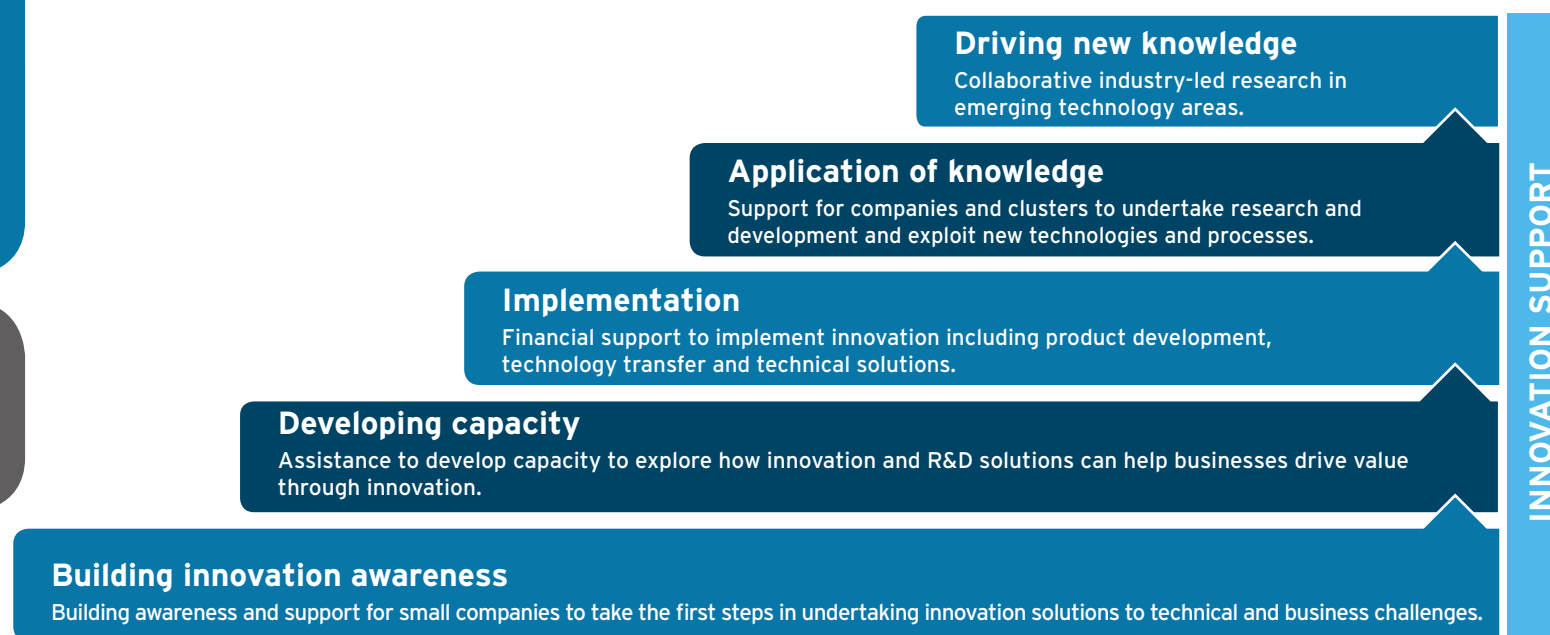 Driving new knowledge
Collaborative industry-led research in
emerging technology areas.
Application of knowledge
Support for companies and clusters to undertake research and
development and exploit new technologies and processes.
Implementation
Financial support to implement innovation including product development,
technology transfer and technical solutions.
Developing capacity
Assistance to develop capacity to explore how innovation and R&D solutions can help businesses drive value
through innovation.
Building innovation awareness
Building awareness and support for small companies to take the first steps in undertaking innovation solutions to technical and business challenges.
INNOVATION SUPPORT